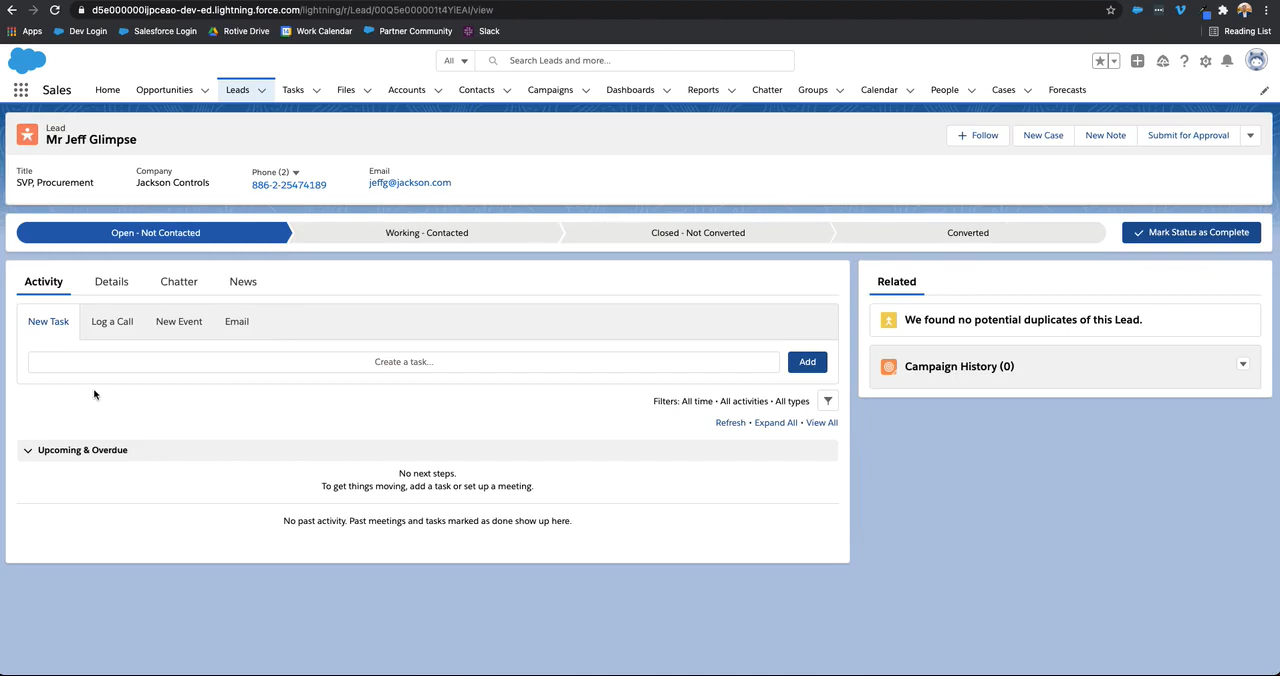 d5e000000ijpceao-dev-ed.lightning.force.com/lightning/r/Lead/00Q5e000001t4YiEAI/view
Apps Dev Login Salesforce Login Rotive Drive Work Calendar Partner Community Slack Reading List
All Search Leads and more...
Sales Home Opportunities Leads Tasks Files Accounts Contacts Campaigns Dashboards Reports Chatter Groups Calendar People Cases Forecasts
Lead
Mr Jeff Glimpse
+ Follow New Case New Note Submit for Approval
Title Company Phone (2) Email
SVP, Procurement Jackson Controls 886-2-25474189 jeffg@jackson.com
Open - Not Contacted Working - Contacted Closed - Not Converted Converted Mark Status as Complete
Activity Details Chatter News
New Task Log a Call New Event Email
Create a task... Add
Filters: All time • All activities • All types
Refresh • Expand All • View All
Upcoming & Overdue
No next steps.
To get things moving, add a task or set up a meeting.
No past activity. Past meetings and tasks marked as done show up here.
Related
We found no potential duplicates of this Lead.
Campaign History (0)